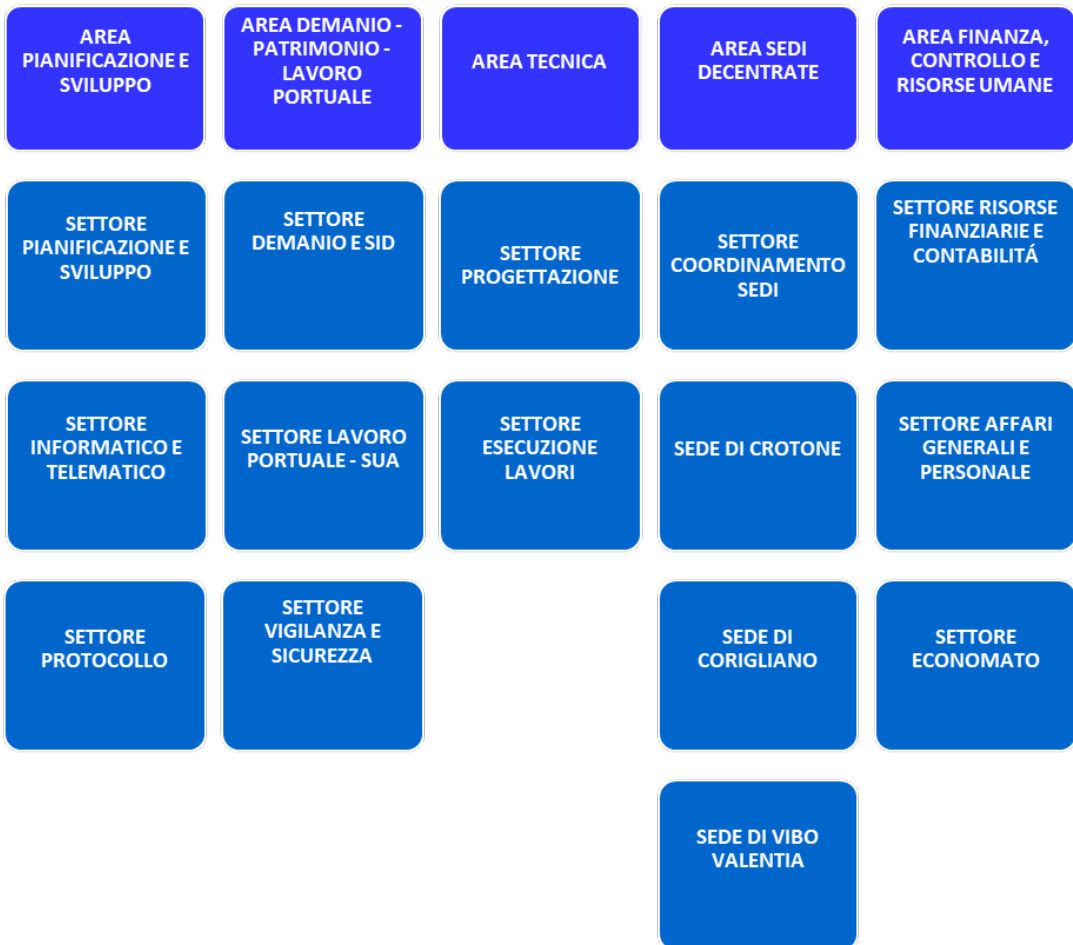 AREA
PIANIFICAZIONE E
SVILUPPO
AREA DEMANIO -
PATRIMONIO -
LAVORO
PORTUALE
AREA TECNICA
AREA SEDI
DECENTRATE
AREA FINANZA,
CONTROLLO E
RISORSE UMANE
SETTORE
PIANIFICAZIONE E
SVILUPPO
SETTORE
DEMANIO E SID
SETTORE
PROGETTAZIONE
SETTORE
COORDINAMENTO
SEDI
SETTORE RISORSE
FINANZIARIE E
CONTABILITÁ
SETTORE
INFORMATICO E
TELEMATICO
SETTORE LAVORO
PORTUALE - SUA
SETTORE
ESECUZIONE
LAVORI
SEDE DI CROTONE
SETTORE AFFARI
GENERALI E
PERSONALE
SETTORE
PROTOCOLLO
SETTORE
VIGILANZA E
SICUREZZA
SEDE DI
CORIGLIANO
SETTORE
ECONOMATO
SEDE DI VIBO
VALENTIA